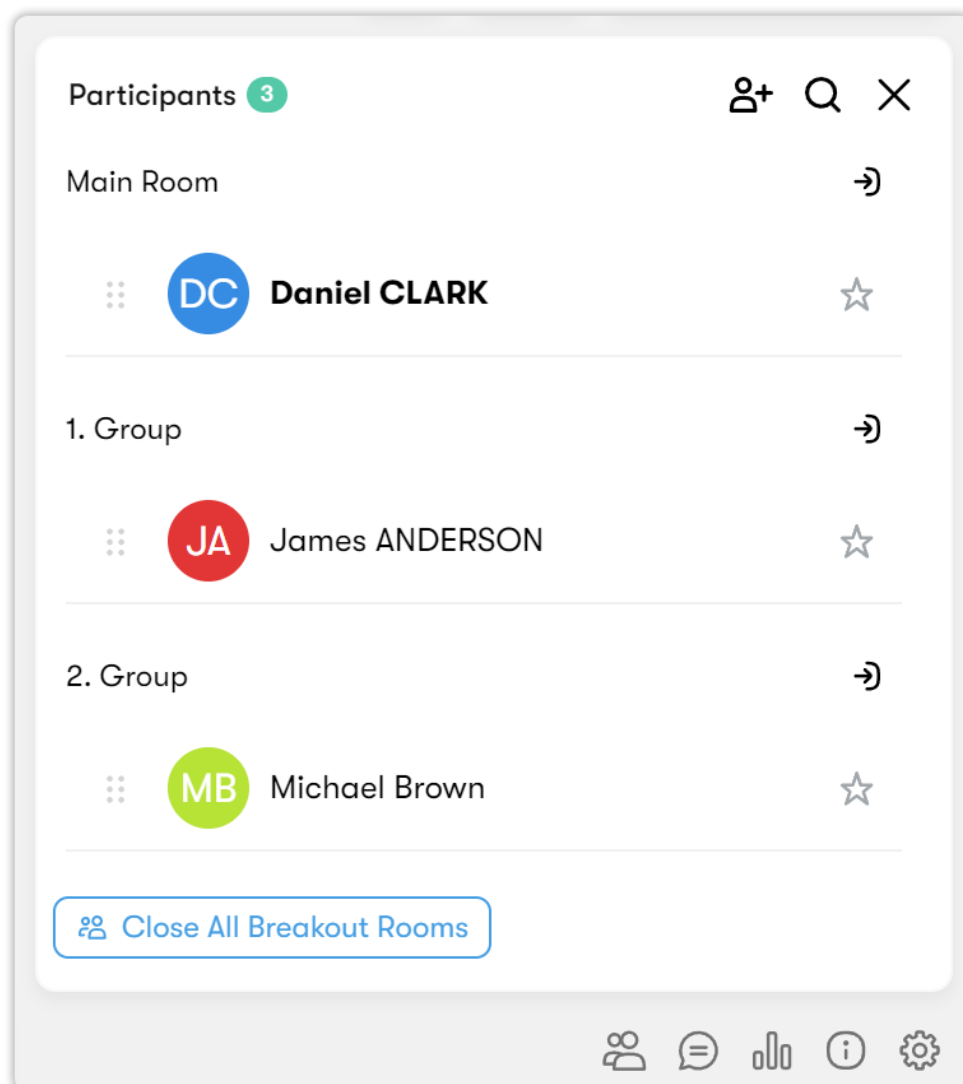 Participants 3
Main Room
DC Daniel CLARK
1. Group
JA James ANDERSON
2. Group
MB Michael Brown
Close All Breakout Rooms